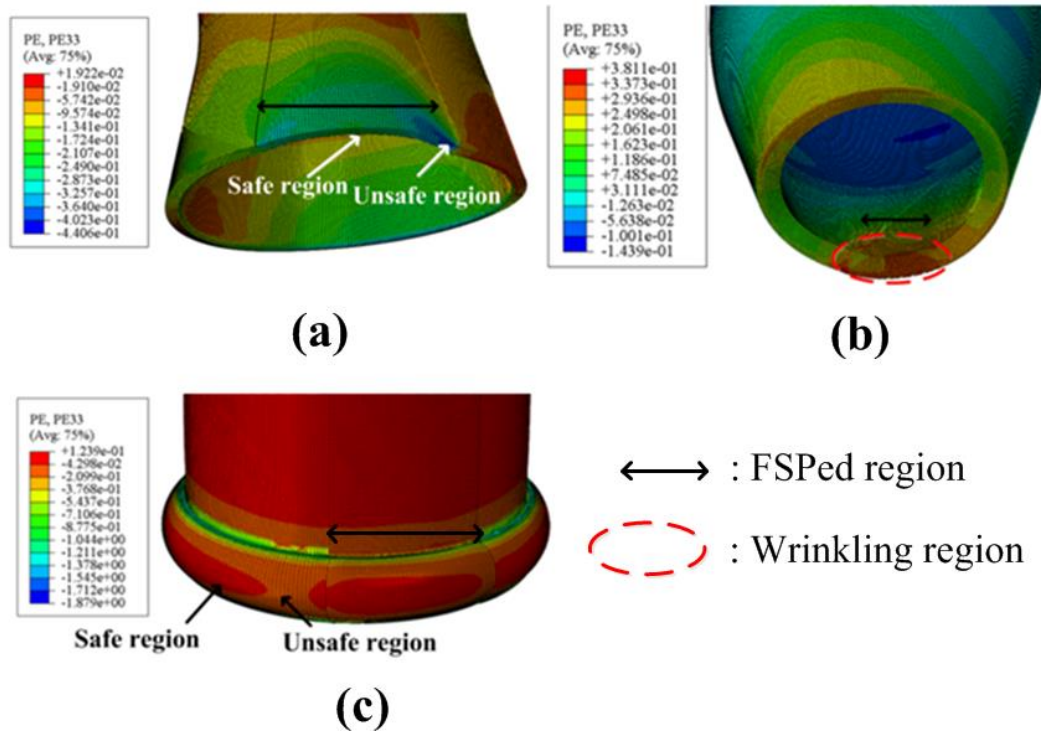 PE, PE33
(Avg: 75%)
+1.922e-02
-1.910e-02
-5.742e-02
-9.574e-02
-1.341e-01
-1.724e-01
-2.107e-01
-2.490e-01
-2.873e-01
-3.257e-01
-3.640e-01
-4.023e-01
-4.406e-01
Safe region
Unsafe region
(a)
PE, PE33
(Avg: 75%)
+3.811e-01
+3.373e-01
+2.936e-01
+2.498e-01
+2.061e-01
+1.623e-01
+1.186e-01
+7.485e-02
+3.111e-02
-1.263e-02
-5.638e-02
-1.001e-01
-1.439e-01
(b)
PE, PE33
(Avg: 75%)
+1.239e-01
-4.298e-02
-2.099e-01
-3.768e-01
-5.437e-01
-7.106e-01
-8.775e-01
-1.044e+00
-1.211e+00
-1.378e+00
-1.545e+00
-1.712e+00
-1.879e+00
Safe region
Unsafe region
(c)
: FSPed region
: Wrinkling region